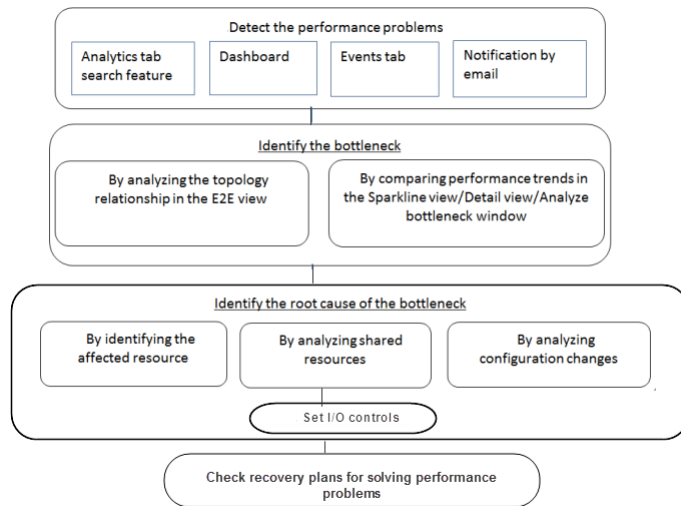 Detect the performance problems
Analytics tab
search feature
Dashboard
Events tab
Notification by
email
Identify the bottleneck
By analyzing the topology
relationship in the E2E view
By comparing performance trends in
the Sparkline view/Detail view/Analyze
bottleneck window
Identify the root cause of the bottleneck
By identifying the
affected resource
By analyzing shared
resources
By analyzing
configuration changes
Set I/O controls
Check recovery plans for solving performance
problems